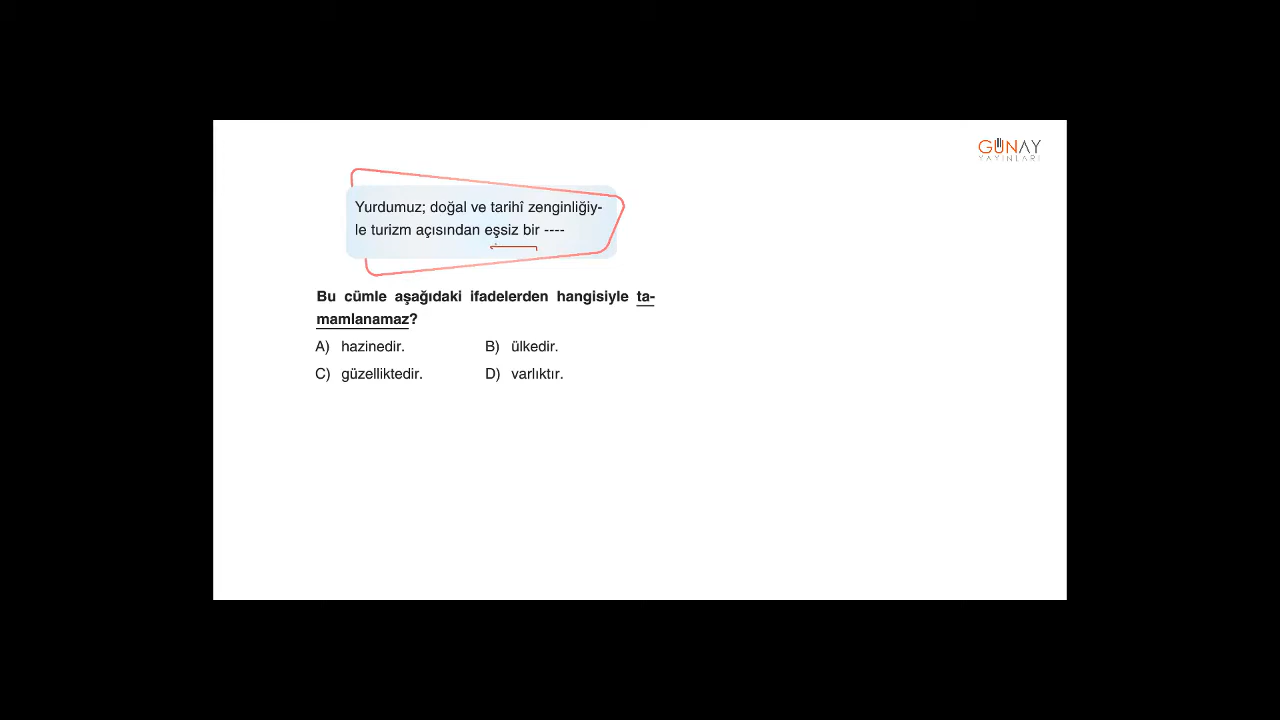 GÜNAY
YAYINLARI
Yurdumuz; doğal ve tarihî zenginliğiy-
le turizm açısından eşsiz bir ----
Bu cümle aşağıdaki ifadelerden hangisiyle ta-
mamlanamaz?
A) hazinedir. B) ülkedir.
C) güzelliktedir. D) varlıktır.